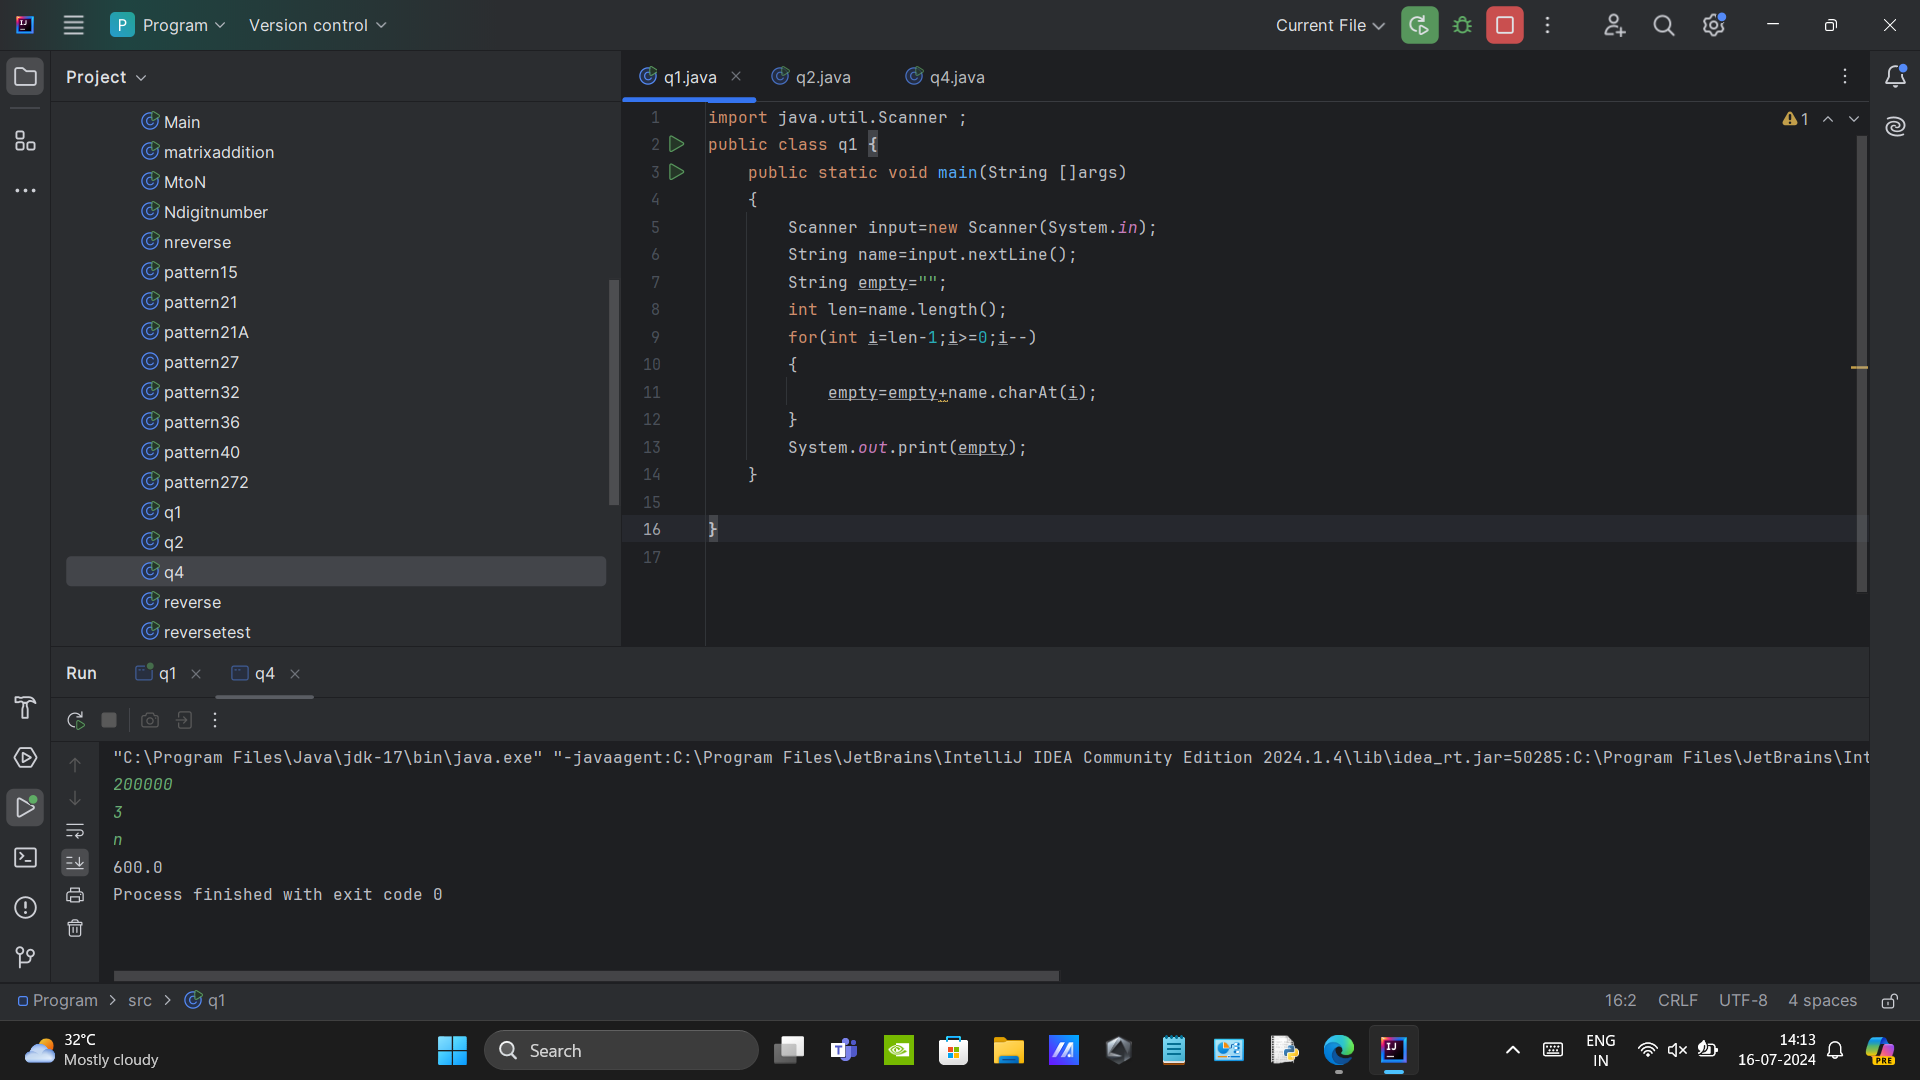 P Program Version control Current File
Project
Main
matrixaddition
MtoN
Ndigitnumber
nreverse
pattern15
pattern21
pattern21A
pattern27
pattern32
pattern36
pattern40
pattern272
q1
q2
q4
reverse
reversetest
q1.java q2.java q4.java
1 import java.util.Scanner ;
2 public class q1 {
3 public static void main(String []args)
4 {
5 Scanner input=new Scanner(System.in);
6 String name=input.nextLine();
7 String empty="";
8 int len=name.length();
9 for(int i=len-1;i>=0;i--)
10 {
11 empty=empty+name.charAt(i);
12 }
13 System.out.print(empty);
14 }
15
16 }
17
1
Run q1 q4
"C:\Program Files\Java\jdk-17\bin\java.exe" "-javaagent:C:\Program Files\JetBrains\IntelliJ IDEA Community Edition 2024.1.4\lib\idea_rt.jar=50285:C:\Program Files\JetBrains\Int
200000
3
n
600.0
Process finished with exit code 0
Program > src > q1 16:2 CRLF UTF-8 4 spaces
32°C
Mostly cloudy
Search
ENG
IN
14:13
16-07-2024
PRE